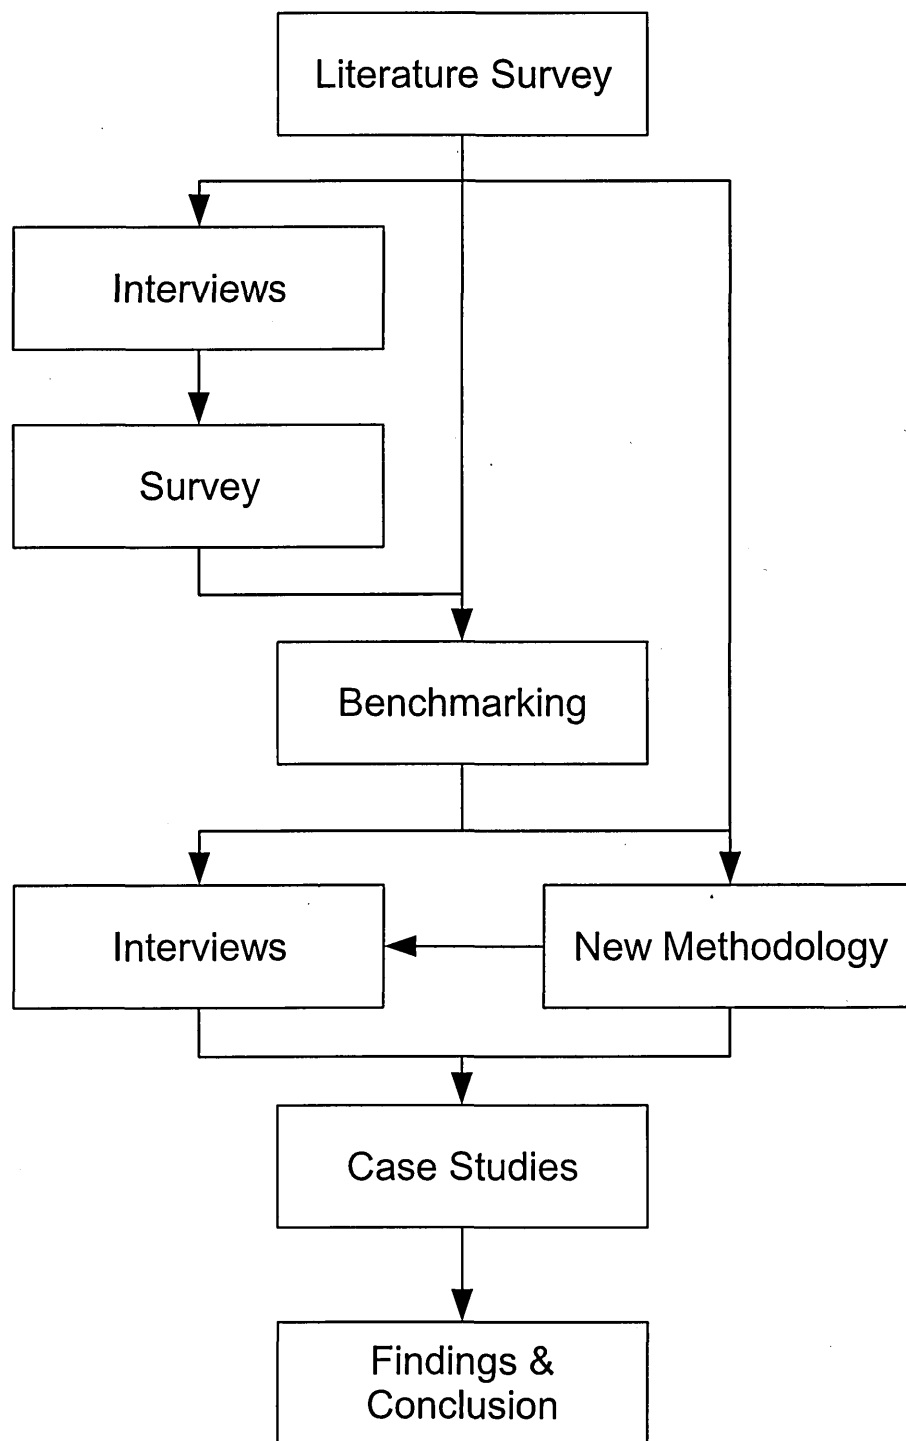 Literature Survey
Interviews
Survey
Benchmarking
Interviews
New Methodology
Case Studies
Findings &
Conclusion